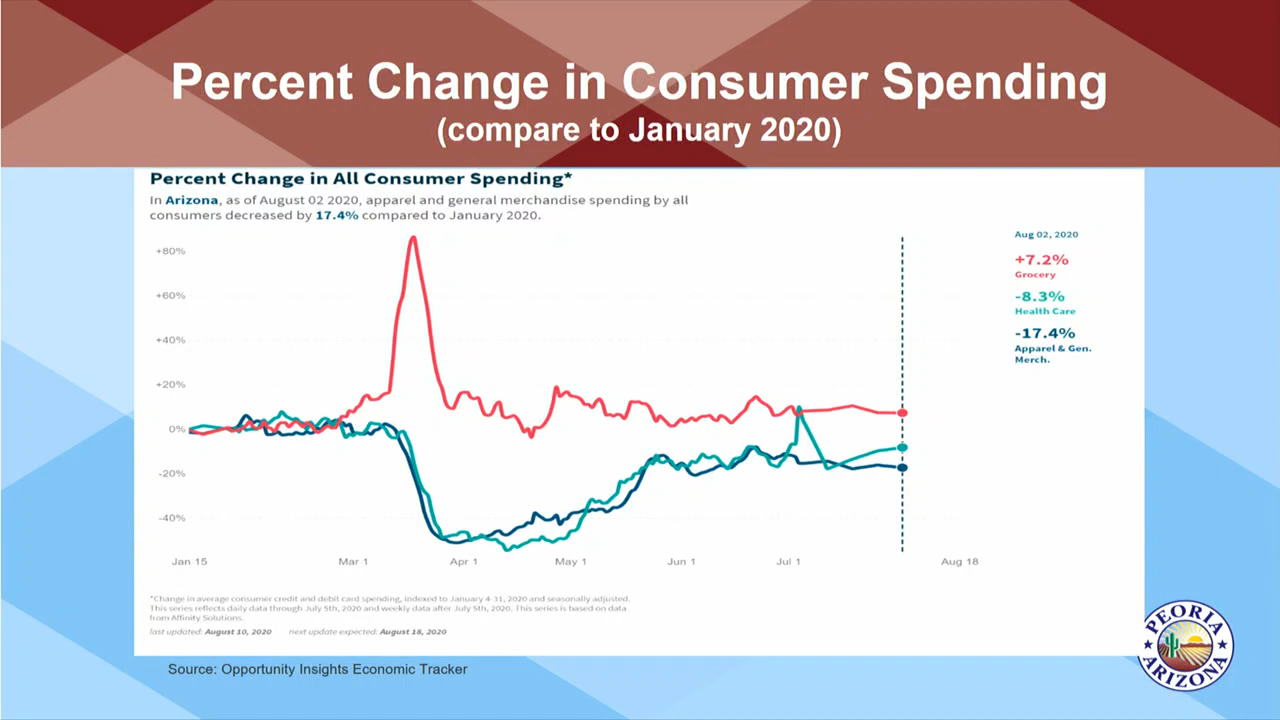 Percent Change in Consumer Spending
(compare to January 2020)
Percent Change in All Consumer Spending*
In Arizona, as of August 02 2020, apparel and general merchandise spending by all
consumers decreased by 17.4% compared to January 2020.
+80%
+60%
+40%
+20%
0%
-20%
-40%
Jan 15
Mar 1
Apr 1
May 1
Jun 1
Jul 1
Aug 18
Aug 02, 2020
+7.2%
Grocery
-8.3%
Health Care
-17.4%
Apparel & Gen.
Merch.
*Change in average consumer credit and debit card spending, indexed to January 4-31, 2020 and seasonally adjusted.
This series reflects daily data through July 5th, 2020 and weekly data after July 5th, 2020. This series is based on data
from Affinity Solutions.
last updated: August 10, 2020 next update expected: August 18, 2020
Source: Opportunity Insights Economic Tracker
PEORIA
ARIZONA